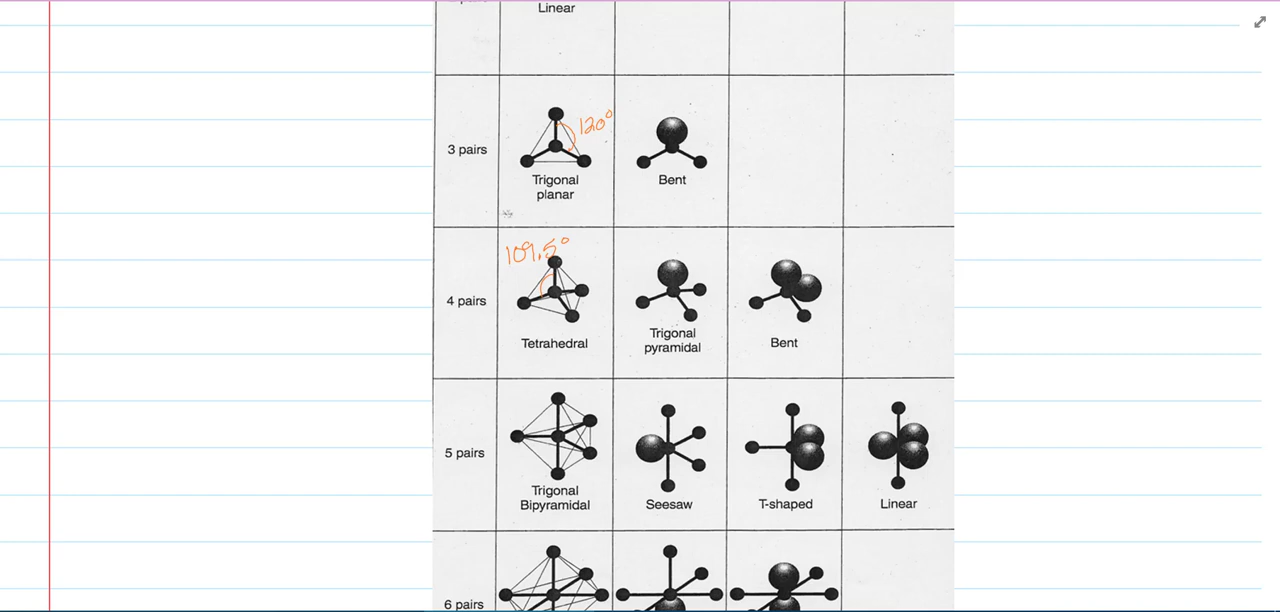 Linear
120°
3 pairs
Trigonal
planar
Bent
109.5°
4 pairs
Tetrahedral
Trigonal
pyramidal
Bent
5 pairs
Trigonal
Bipyramidal
Seesaw
T-shaped
Linear
6 pairs